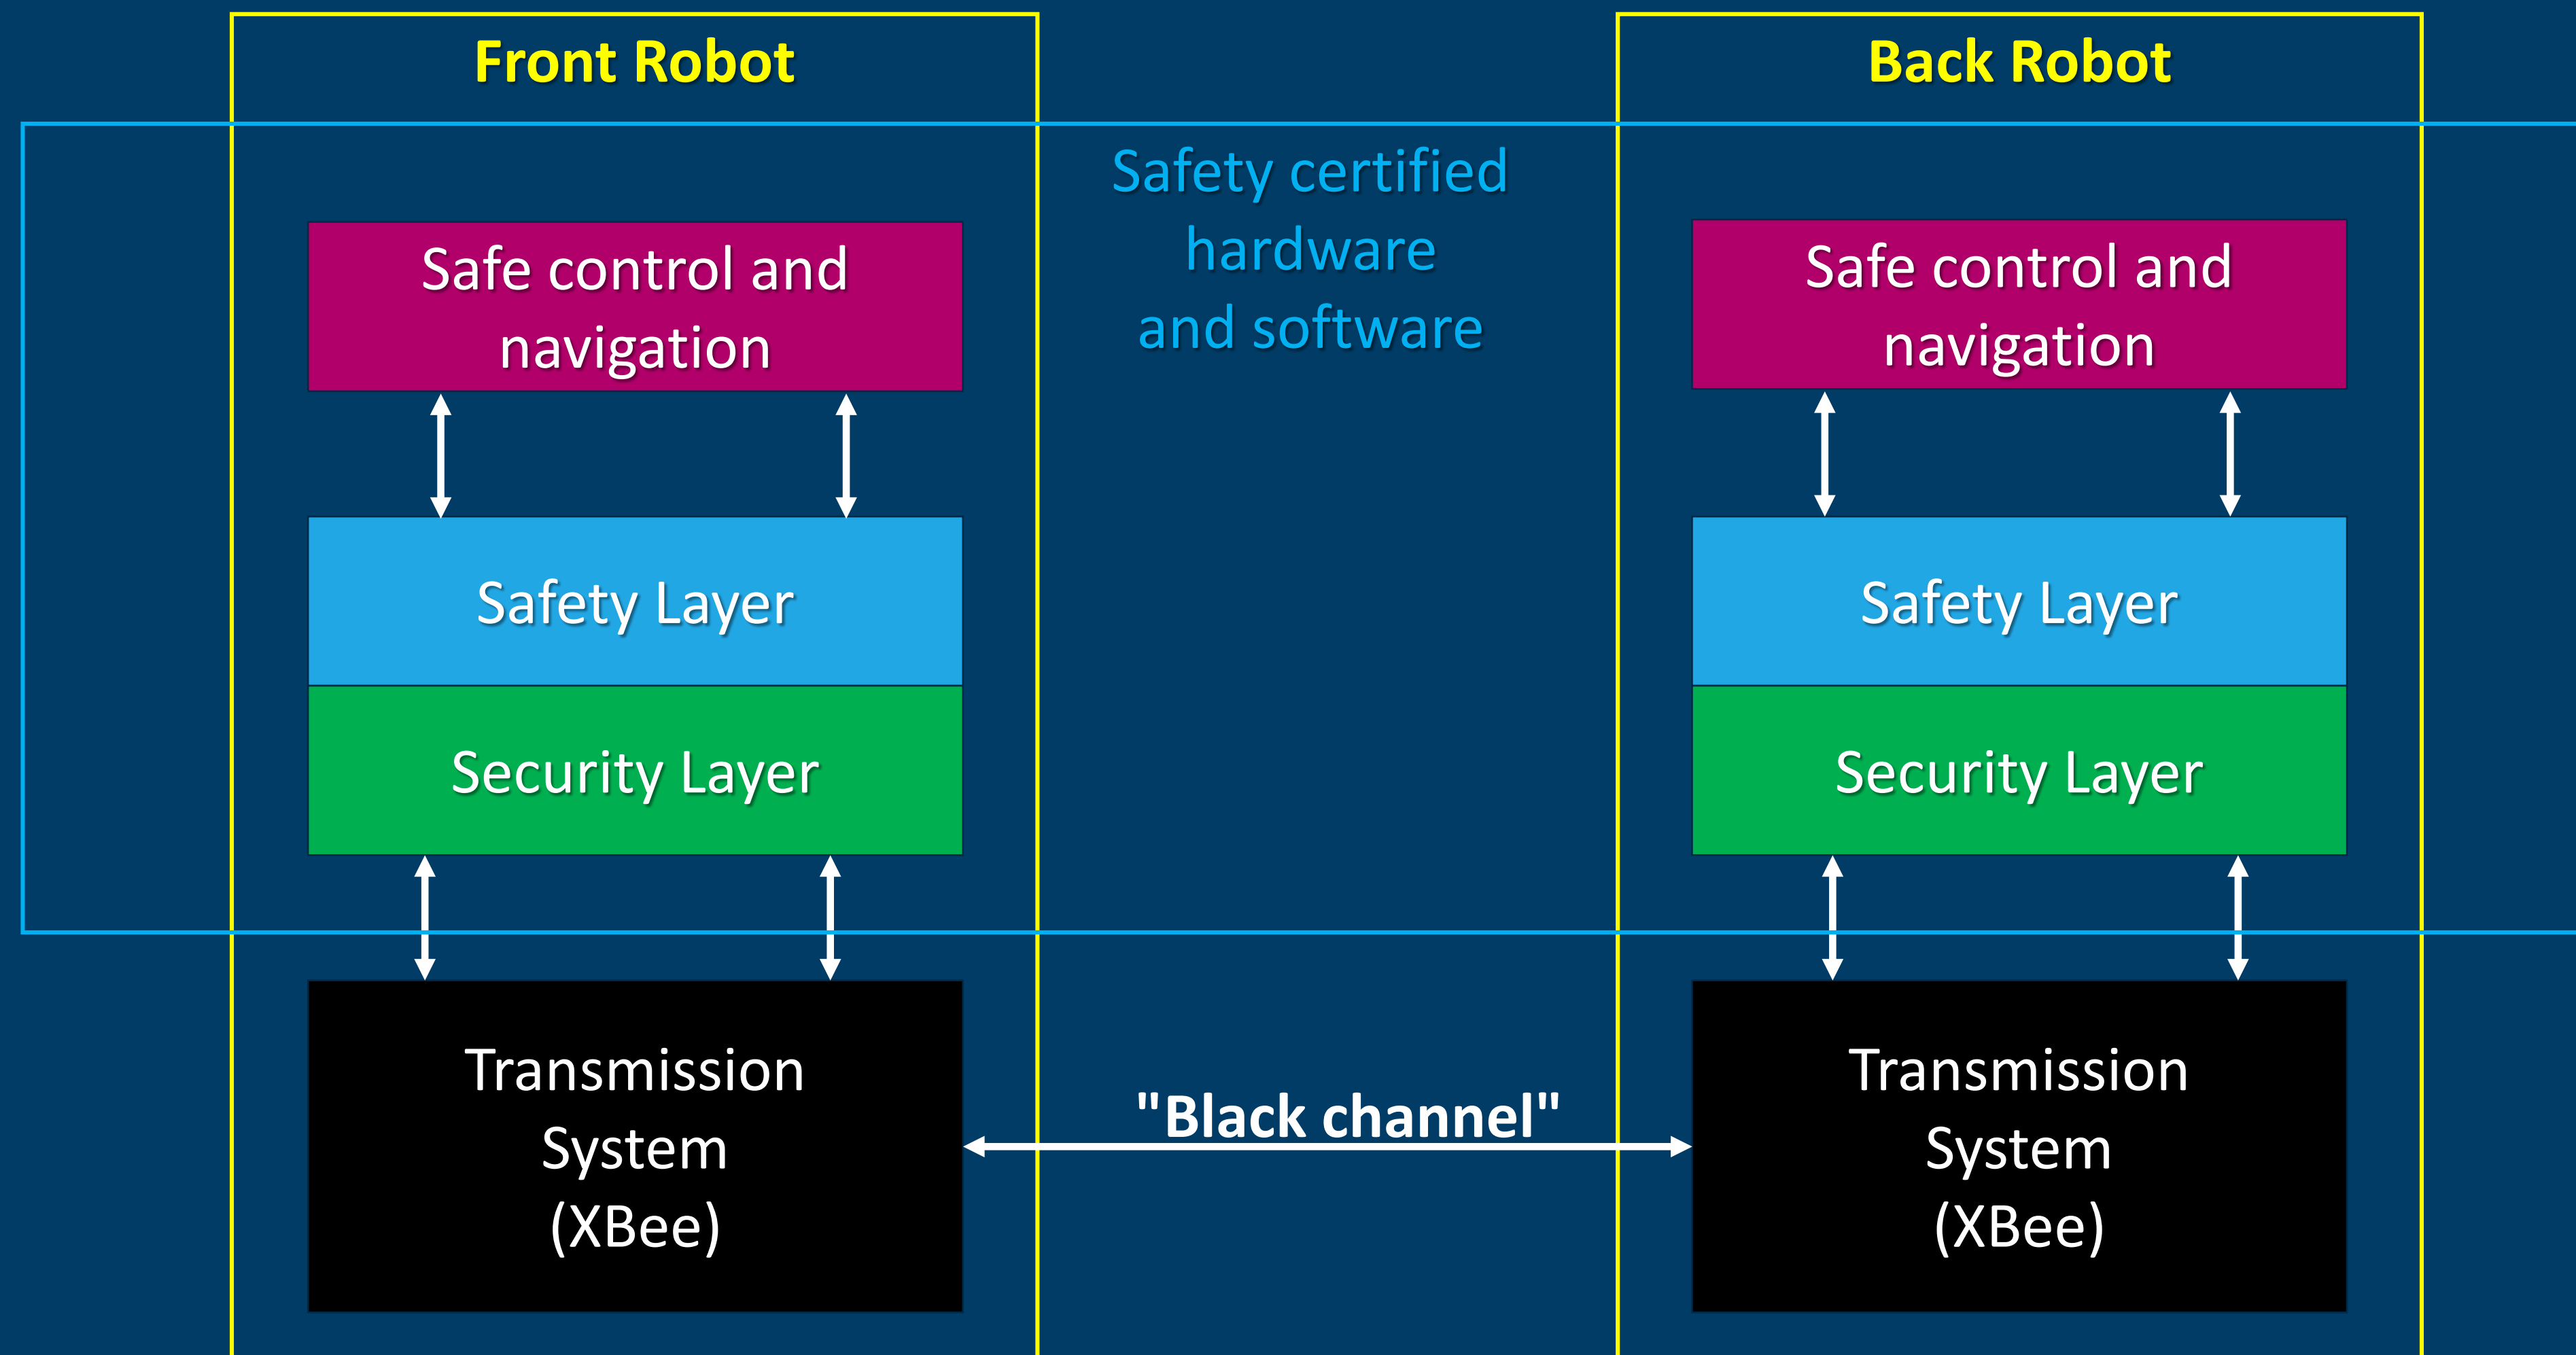 Front Robot
Back Robot
Safety certified
hardware
and software
Safe control and
navigation
Safe control and
navigation
Safety Layer
Safety Layer
Security Layer
Security Layer
Transmission
System
(XBee)
"Black channel"
Transmission
System
(XBee)